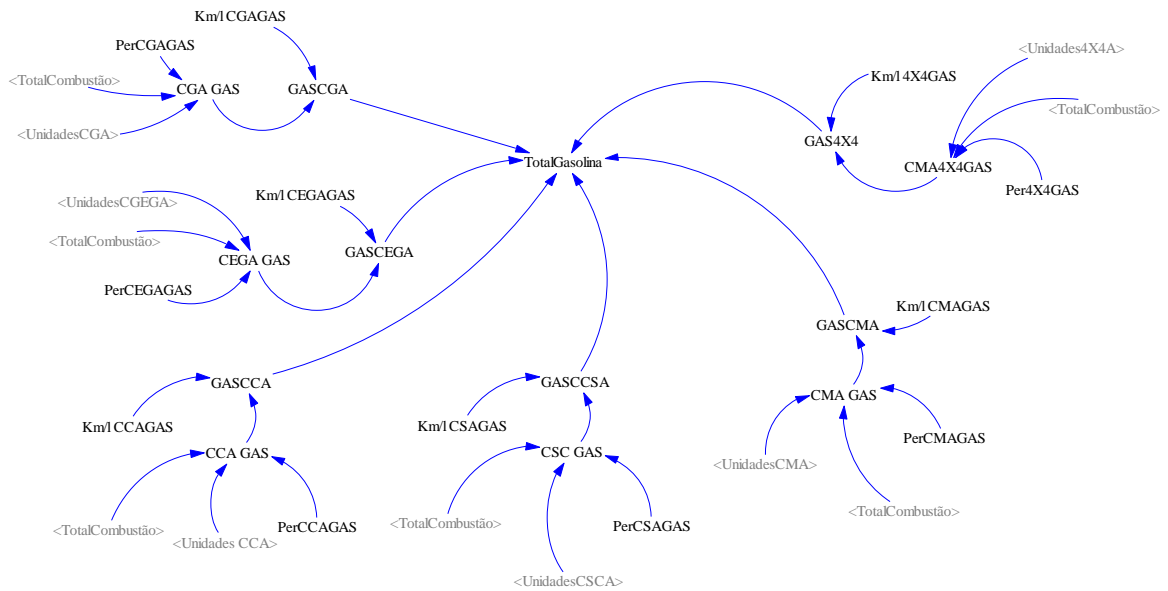 Km/l CGAGAS
PerCGAGAS
<TotalCombustão>
CGA GAS
GASCGA
<UnidadesCGA>
<Unidades4X4A>
Km/l 4X4GAS
<TotalCombustão>
GAS4X4
CMA4X4GAS
Per4X4GAS
TotalGasolina
<UnidadesCGEGA>
Km/l CEGAGAS
<TotalCombustão>
CEGA GAS
GASCEGA
PerCEGAGAS
Km/l CMAGAS
GASCMA
CMA GAS
PerCMAGAS
<UnidadesCMA>
<TotalCombustão>
GASCCA
Km/l CCAGAS
CCA GAS
<TotalCombustão>
<Unidades CCA>
PerCCAGAS
GASCCSA
Km/l CSAGAS
CSC GAS
<TotalCombustão>
PerCSAGAS
<UnidadesCSCA>